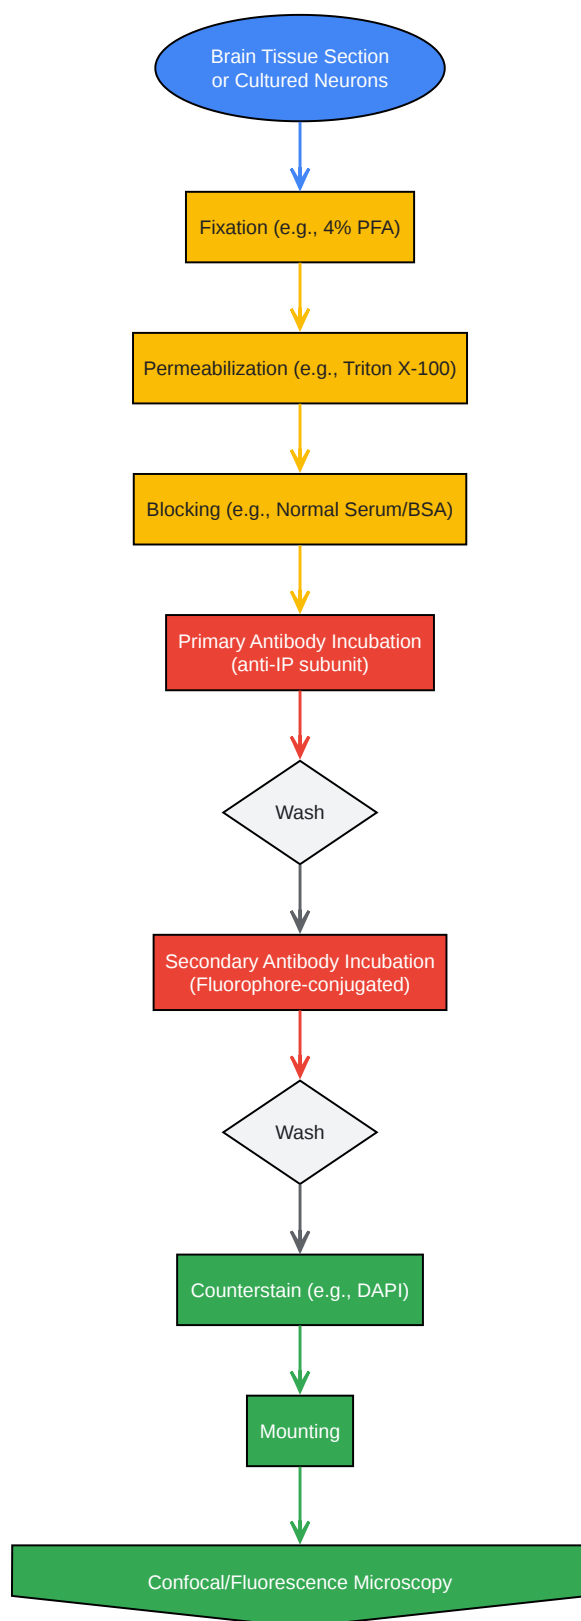 Brain Tissue Section
or Cultured Neurons
Fixation (e.g., 4% PFA)
Permeabilization (e.g., Triton X-100)
Blocking (e.g., Normal Serum/BSA)
Primary Antibody Incubation
(anti-IP subunit)
Wash
Secondary Antibody Incubation
(Fluorophore-conjugated)
Wash
Counterstain (e.g., DAPI)
Mounting
Confocal/Fluorescence Microscopy